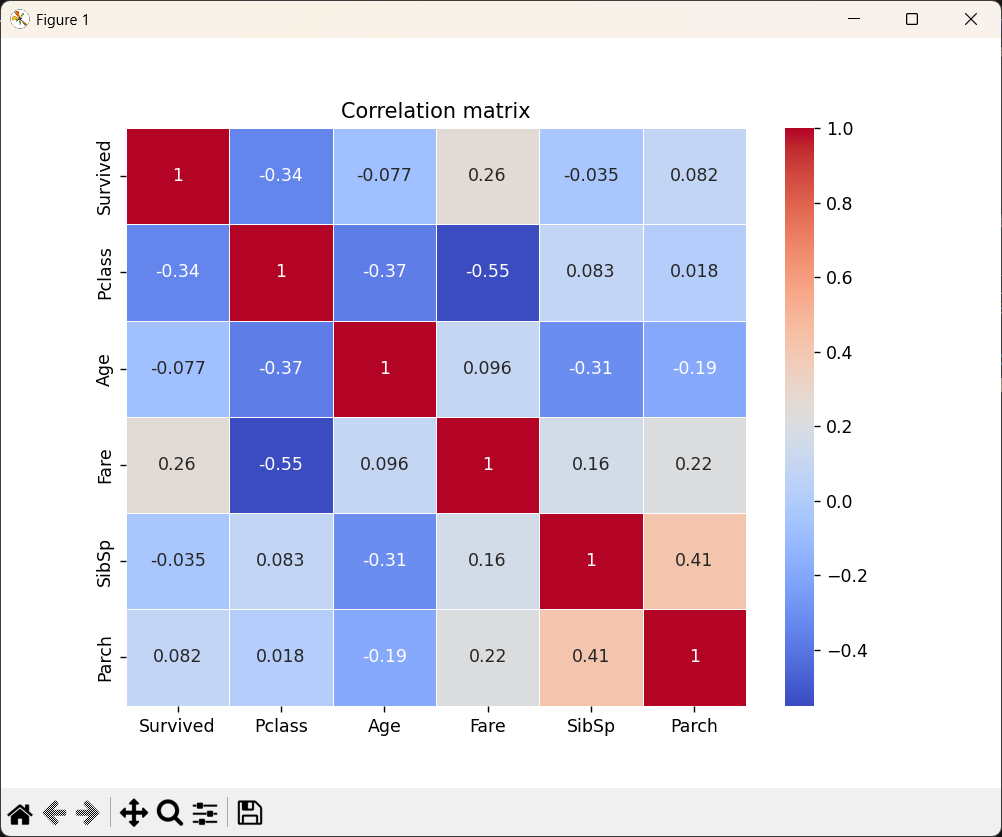 Figure 1
Correlation matrix
Survived 1 -0.34 -0.077 0.26 -0.035 0.082
Pclass -0.34 1 -0.37 -0.55 0.083 0.018
Age -0.077 -0.37 1 0.096 -0.31 -0.19
Fare 0.26 -0.55 0.096 1 0.16 0.22
SibSp -0.035 0.083 -0.31 0.16 1 0.41
Parch 0.082 0.018 -0.19 0.22 0.41 1
Survived Pclass Age Fare SibSp Parch
1.0
0.8
0.6
0.4
0.2
0.0
−0.2
−0.4